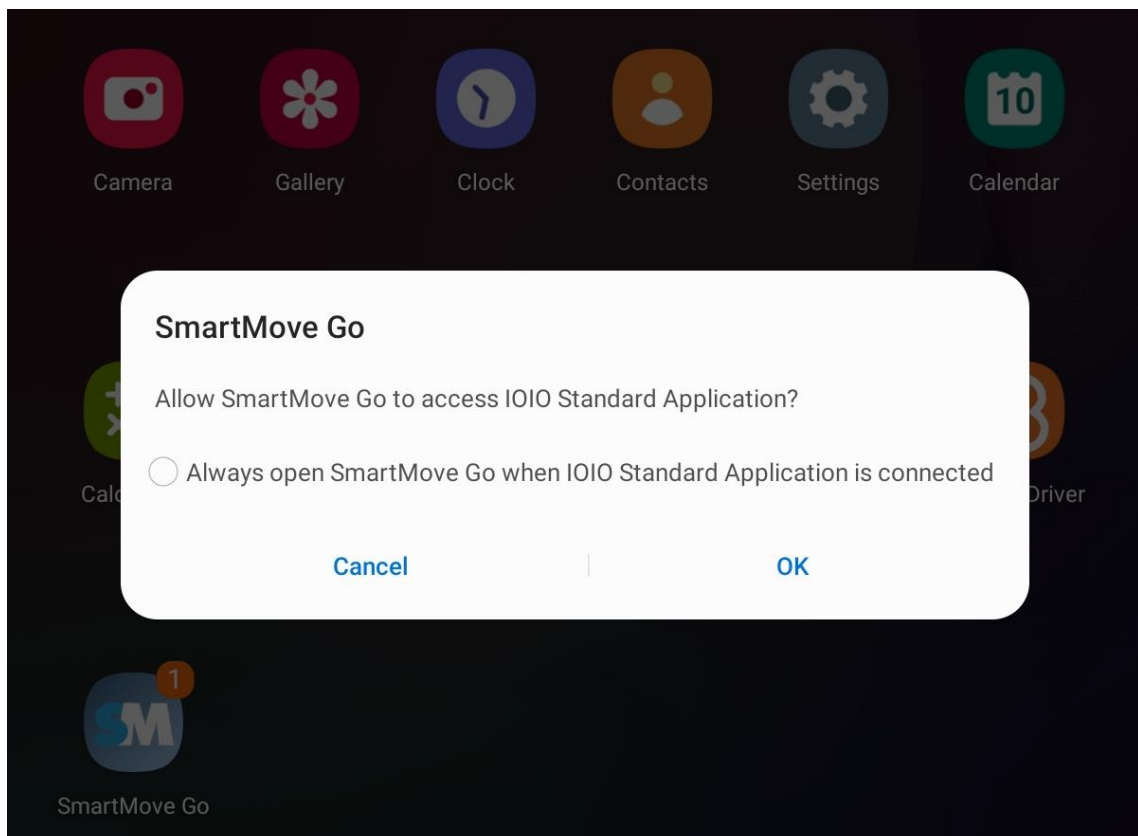 10
Camera
Gallery
Clock
Contacts
Settings
Calendar
SmartMove Go
Allow SmartMove Go to access IOIO Standard Application?
Always open SmartMove Go when IOIO Standard Application is connected
Calc
Driver
Cancel
OK
1
SM
SmartMove Go